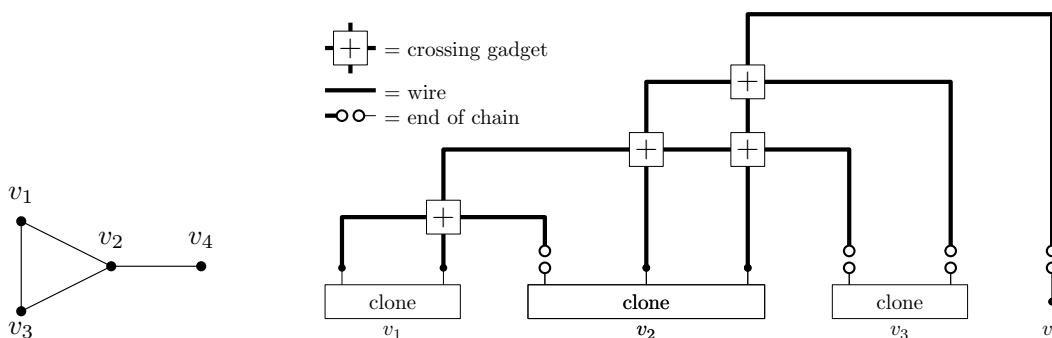 v1
v2
v4
v3
+ = crossing gadget
= wire
= end of chain
+
+
+
+
clone
clone
clone
v1
v2
v3
v